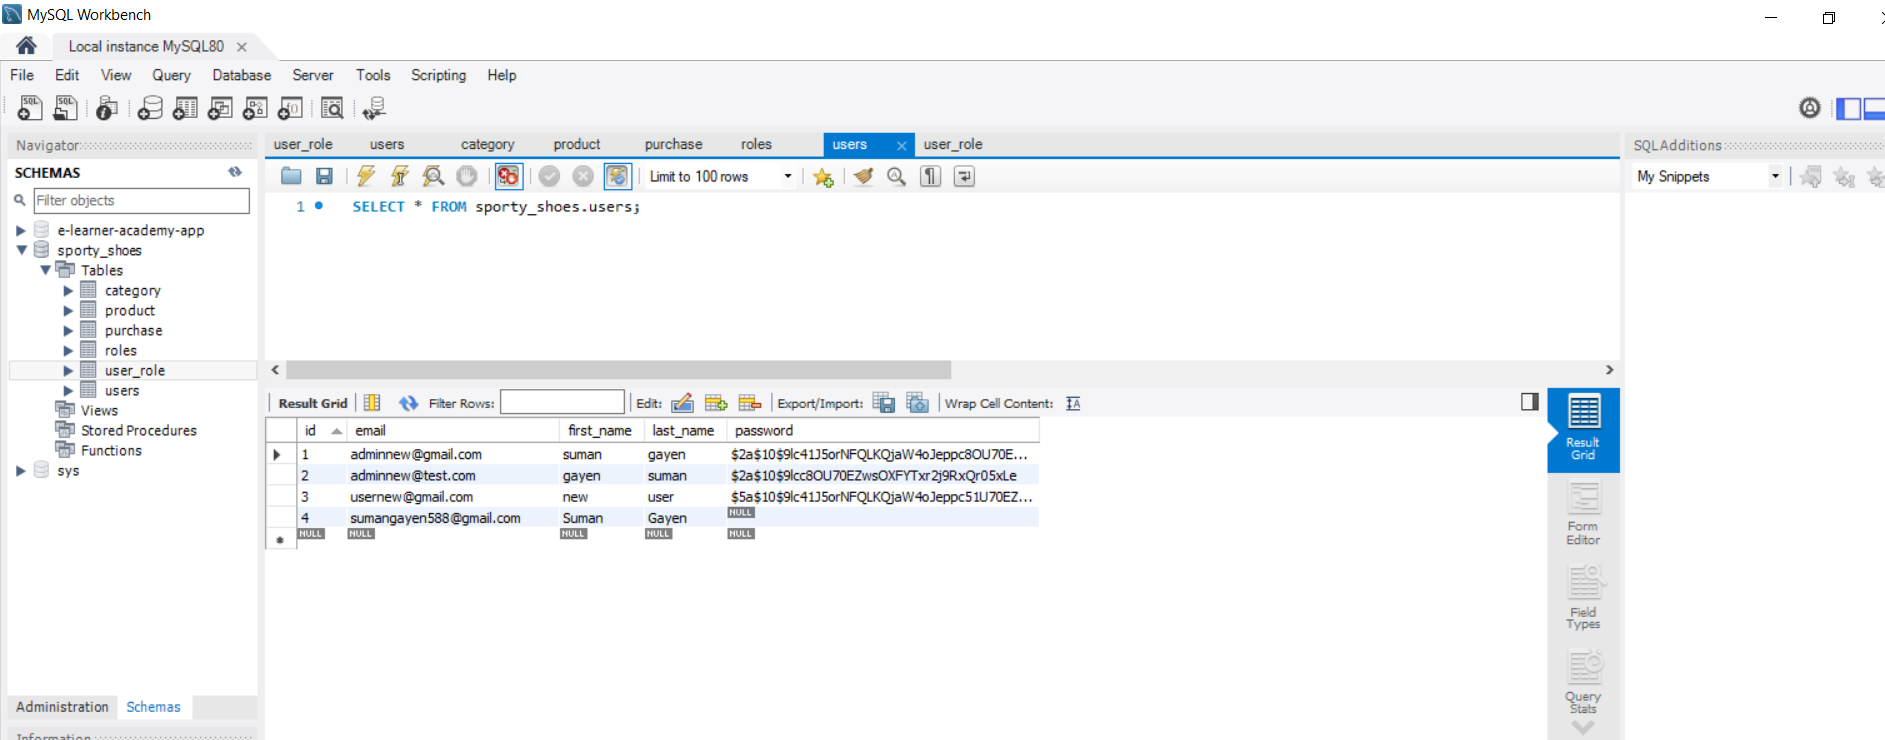 MySQL Workbench
Local instance MySQL80
File Edit View Query Database Server Tools Scripting Help
Navigator
SCHEMAS
Filter objects
e-learner-academy-app
sporty_shoes
Tables
category
product
purchase
roles
user_role
users
Views
Stored Procedures
Functions
sys
Administration Schemas
Information
user_role users category product purchase roles users user_role
Limit to 100 rows
1 SELECT * FROM sporty_shoes.users;
Result Grid Filter Rows: Edit: Export/Import: Wrap Cell Content:
id email first_name last_name password
1 adminnew@gmail.com suman gayen $2a$10$9lc41J5orNFQLKQjaW4oJeppc8OU70E...
2 adminnew@test.com gayen suman $2a$10$9lcc8OU70EZwsOXFYTxr2j9RxQr05xLe
3 usernew@gmail.com new user $5a$10$9lc41J5orNFQLKQjaW4oJeppc51U70EZ...
4 sumangayen588@gmail.com Suman Gayen NULL
NULL NULL NULL NULL NULL
Result
Grid
Form
Editor
Field
Types
Query
Stats
SQLAdditions
My Snippets